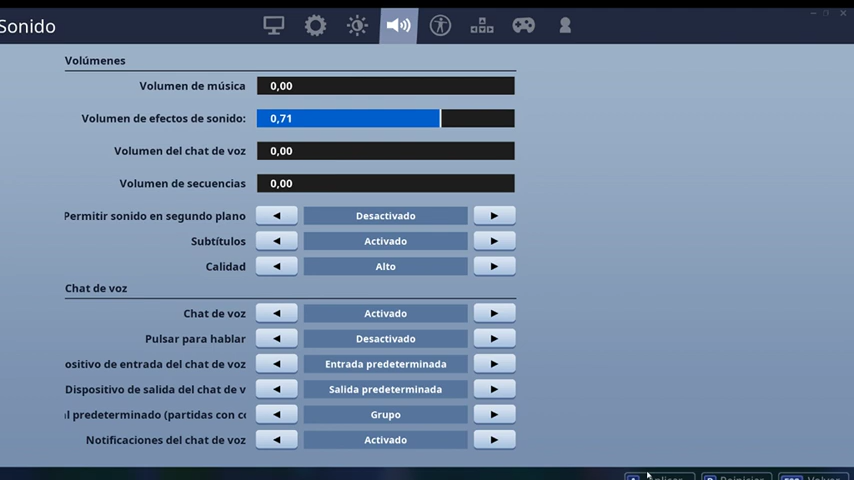 Sonido
Volúmenes
Volumen de música 0,00
Volumen de efectos de sonido: 0,71
Volumen del chat de voz 0,00
Volumen de secuencias 0,00
Permitir sonido en segundo plano Desactivado
Subtítulos Activado
Calidad Alto
Chat de voz
Chat de voz Activado
Pulsar para hablar Desactivado
ositivo de entrada del chat de voz Entrada predeterminada
Dispositivo de salida del chat de v Salida predeterminada
l predeterminado (partidas con co Grupo
Notificaciones del chat de voz Activado